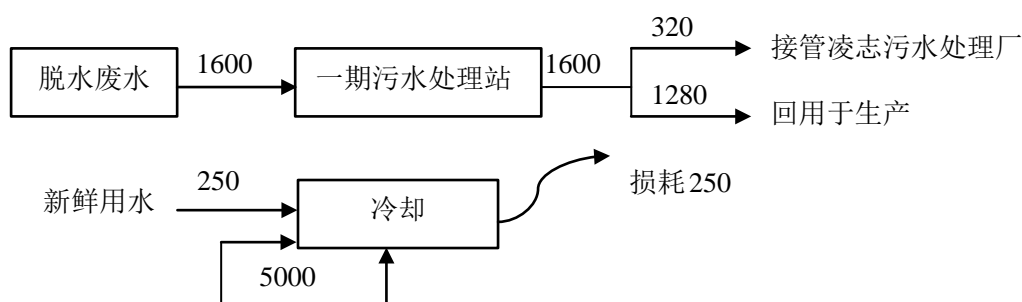 320
接管凌志污水处理厂
脱水废水
1600
一期污水处理站
1600
1280
回用于生产
新鲜用水
250
冷却
损耗250
5000